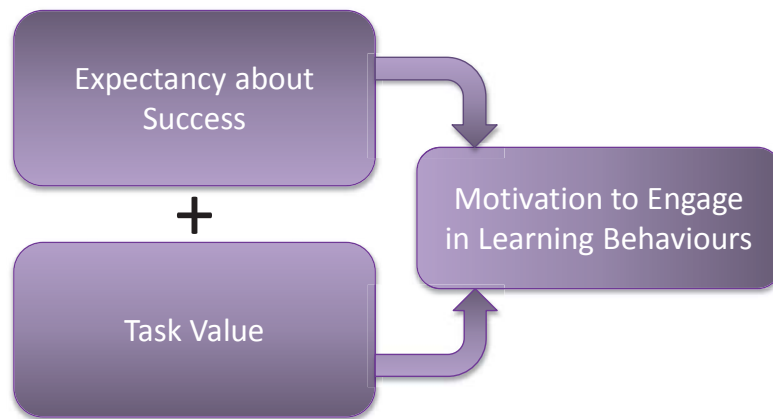 Expectancy about
Success
+
Task Value
Motivation to Engage
in Learning Behaviours